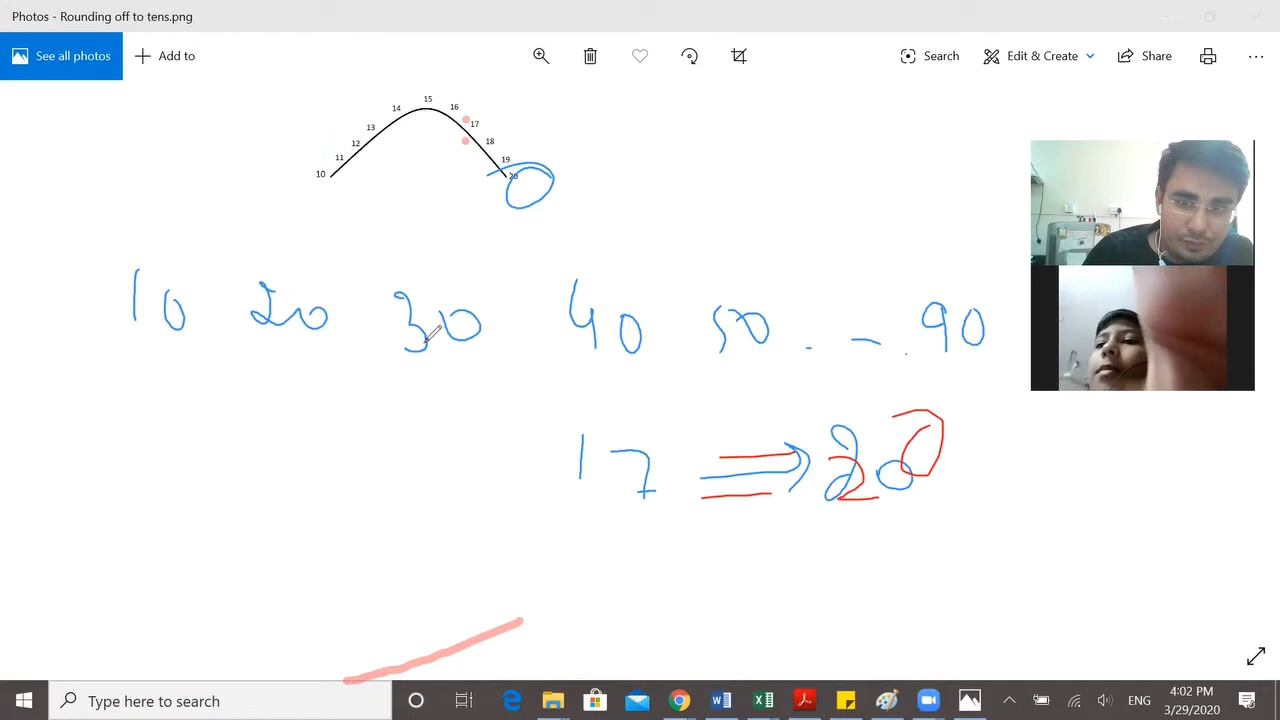 Photos - Rounding off to tens.png
See all photos
Add to
Search
Edit & Create
Share
15
14
16
13
17
12
18
11
19
10
20
10 20 30 40 50 . - . 90
17 ⇒ 20
Type here to search
ENG
4:02 PM
3/29/2020